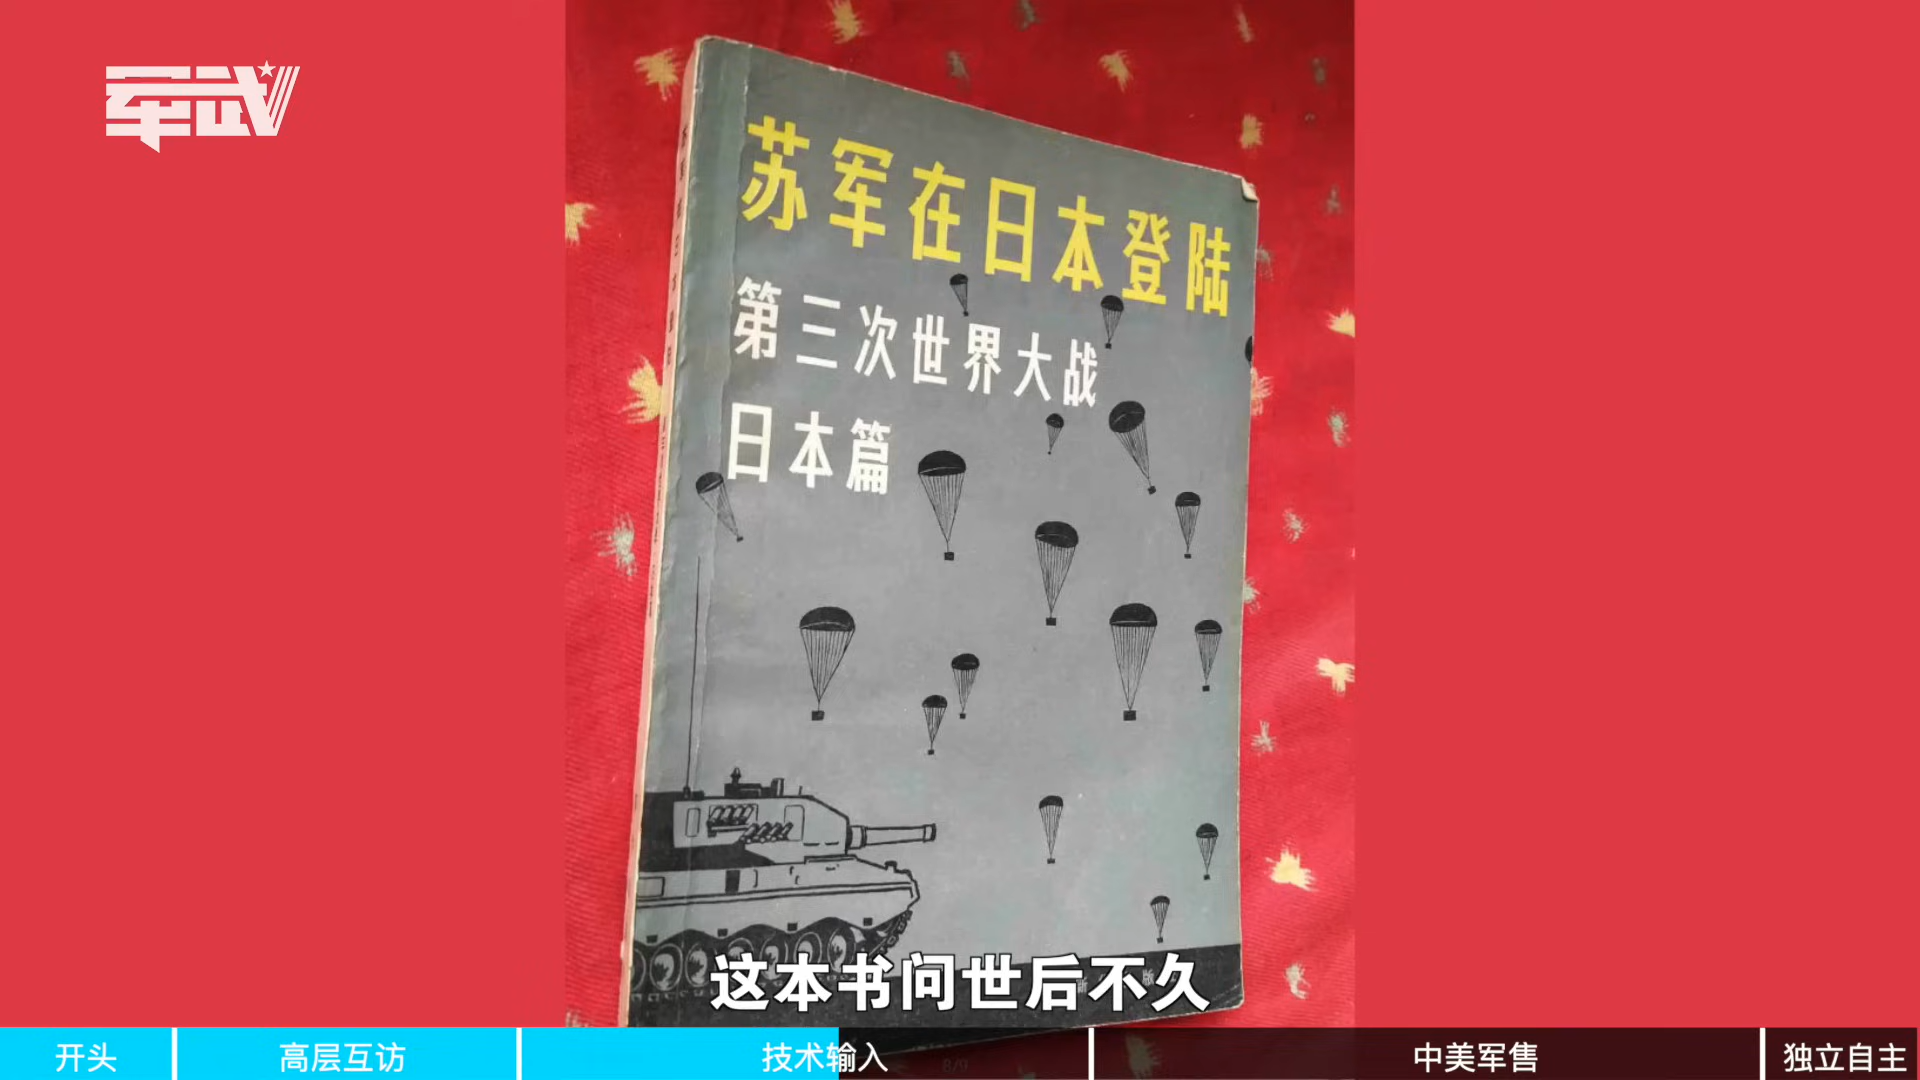 军武
苏军在日本登陆
第三次世界大战
日本篇
这本书问世后不久
开头
高层互访
技术输入
8/9
中美军售
独立自主